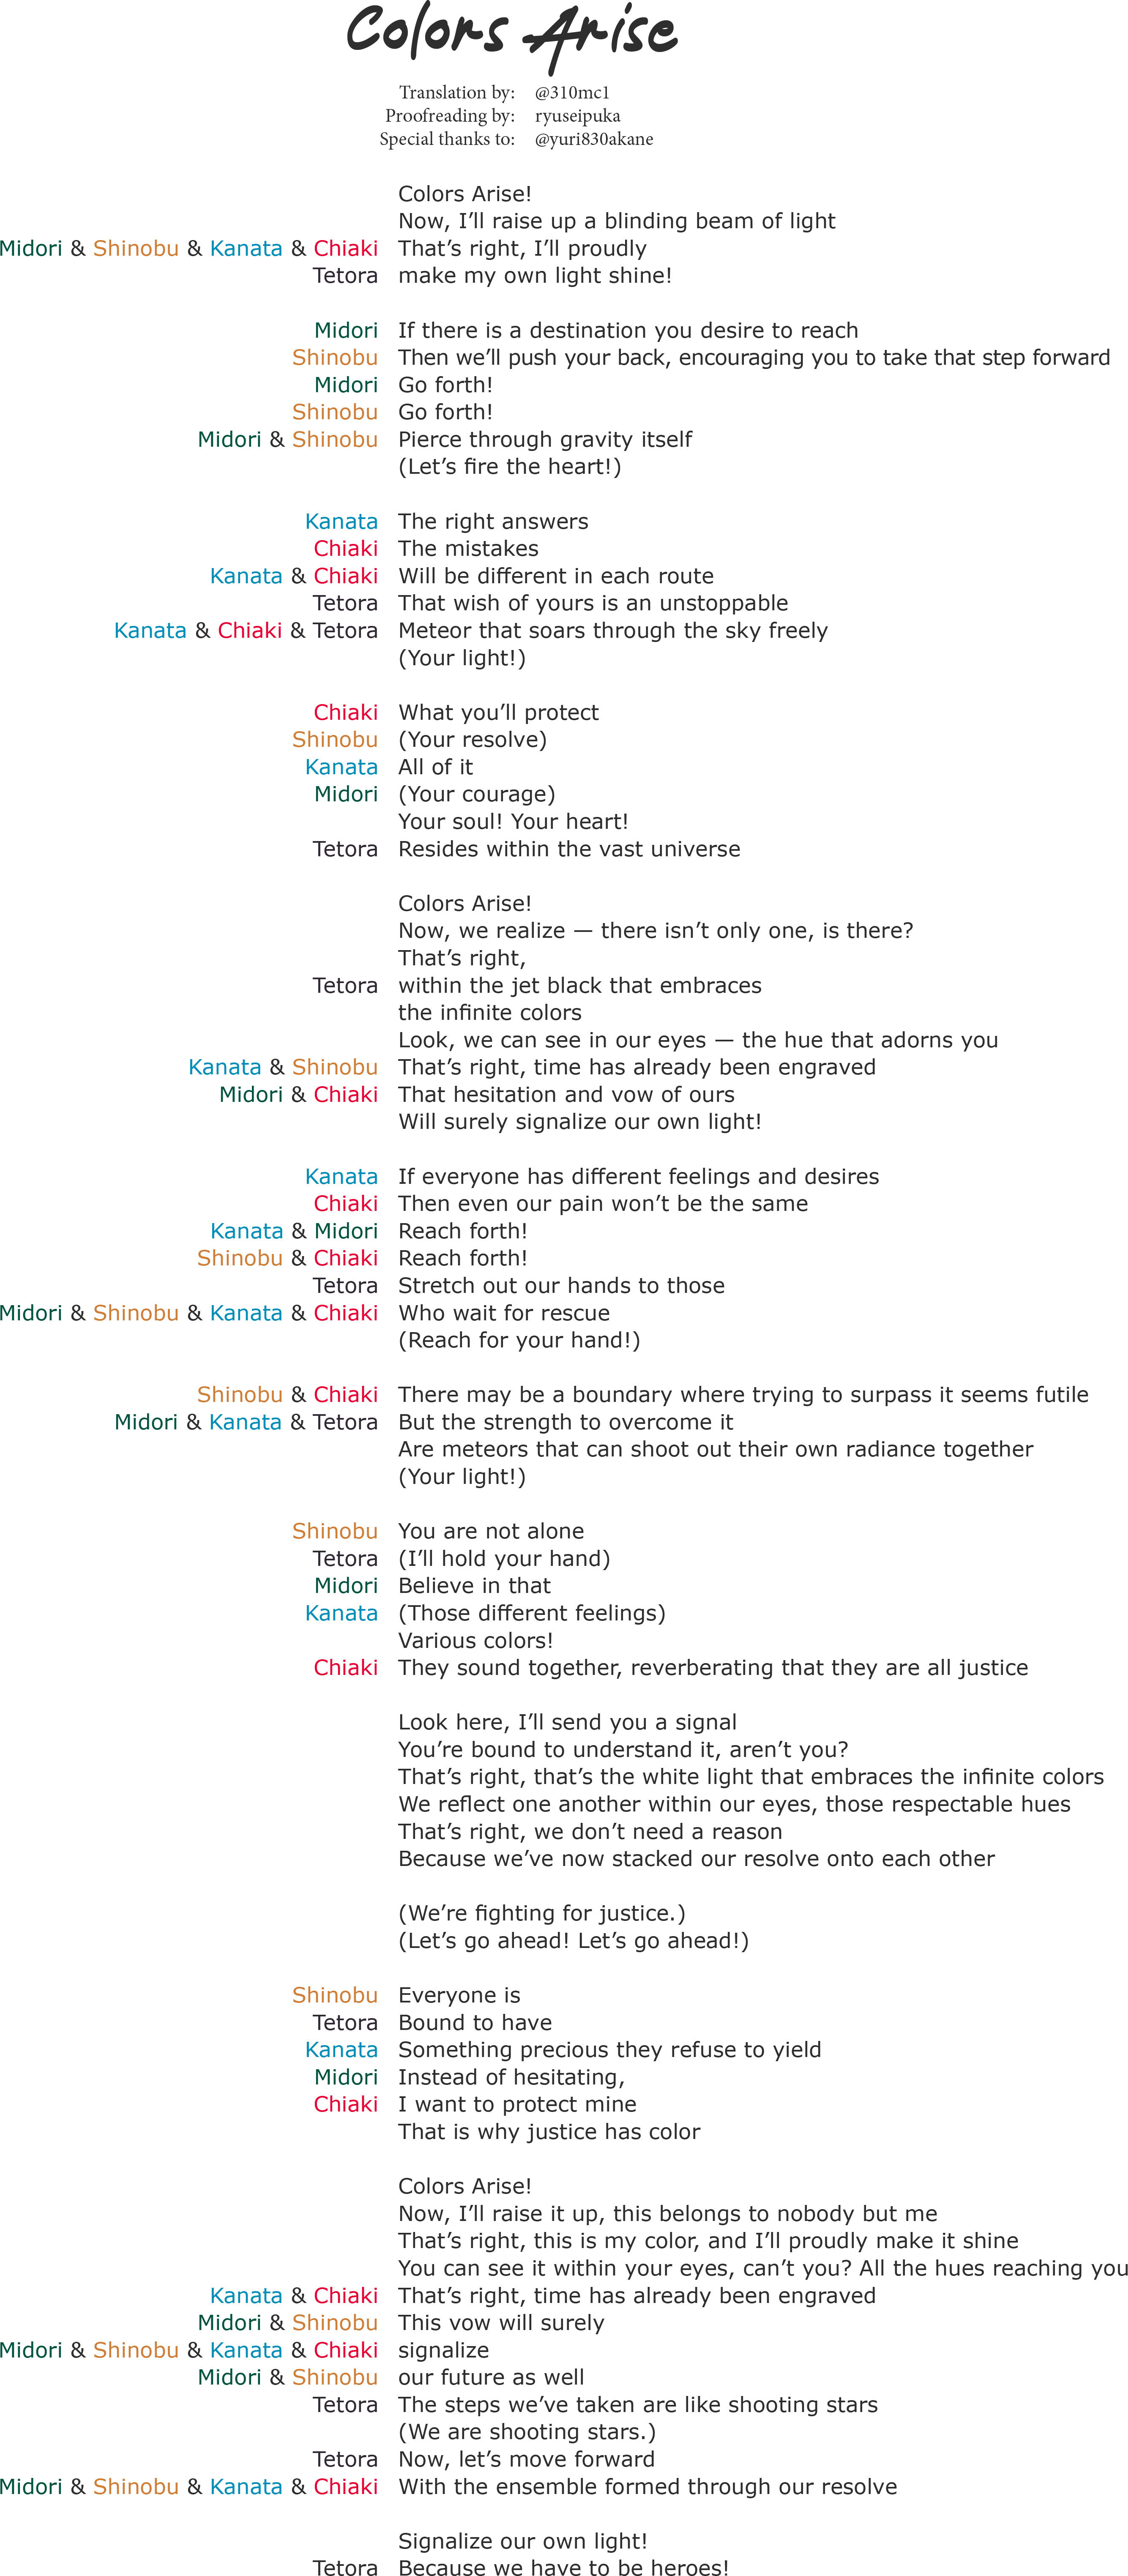 Colors Arise
Translation by: @310mc1
Proofreading by: ryuseipuka
Special thanks to: @yuri830akane
Colors Arise!
Now, I’ll raise up a blinding beam of light
Midori & Shinobu & Kanata & Chiaki That’s right, I’ll proudly
Tetora make my own light shine!
Midori If there is a destination you desire to reach
Shinobu Then we’ll push your back, encouraging you to take that step forward
Midori Go forth!
Shinobu Go forth!
Midori & Shinobu Pierce through gravity itself
(Let’s fire the heart!)
Kanata The right answers
Chiaki The mistakes
Kanata & Chiaki Will be different in each route
Tetora That wish of yours is an unstoppable
Kanata & Chiaki & Tetora Meteor that soars through the sky freely
(Your light!)
Chiaki What you’ll protect
Shinobu (Your resolve)
Kanata All of it
Midori (Your courage)
Your soul! Your heart!
Tetora Resides within the vast universe
Colors Arise!
Now, we realize — there isn’t only one, is there?
That’s right,
Tetora within the jet black that embraces
the infinite colors
Look, we can see in our eyes — the hue that adorns you
Kanata & Shinobu That’s right, time has already been engraved
Midori & Chiaki That hesitation and vow of ours
Will surely signalize our own light!
Kanata If everyone has different feelings and desires
Chiaki Then even our pain won’t be the same
Kanata & Midori Reach forth!
Shinobu & Chiaki Reach forth!
Tetora Stretch out our hands to those
Midori & Shinobu & Kanata & Chiaki Who wait for rescue
(Reach for your hand!)
Shinobu & Chiaki There may be a boundary where trying to surpass it seems futile
Midori & Kanata & Tetora But the strength to overcome it
Are meteors that can shoot out their own radiance together
(Your light!)
Shinobu You are not alone
Tetora (I’ll hold your hand)
Midori Believe in that
Kanata (Those different feelings)
Various colors!
Chiaki They sound together, reverberating that they are all justice
Look here, I’ll send you a signal
You’re bound to understand it, aren’t you?
That’s right, that’s the white light that embraces the infinite colors
We reflect one another within our eyes, those respectable hues
That’s right, we don’t need a reason
Because we’ve now stacked our resolve onto each other
(We’re fighting for justice.)
(Let’s go ahead! Let’s go ahead!)
Shinobu Everyone is
Tetora Bound to have
Kanata Something precious they refuse to yield
Midori Instead of hesitating,
Chiaki I want to protect mine
That is why justice has color
Colors Arise!
Now, I’ll raise it up, this belongs to nobody but me
That’s right, this is my color, and I’ll proudly make it shine
You can see it within your eyes, can’t you? All the hues reaching you
Kanata & Chiaki That’s right, time has already been engraved
Midori & Shinobu This vow will surely
Midori & Shinobu & Kanata & Chiaki signalize
Midori & Shinobu our future as well
Tetora The steps we’ve taken are like shooting stars
(We are shooting stars.)
Tetora Now, let’s move forward
Midori & Shinobu & Kanata & Chiaki With the ensemble formed through our resolve
Signalize our own light!
Tetora Because we have to be heroes!